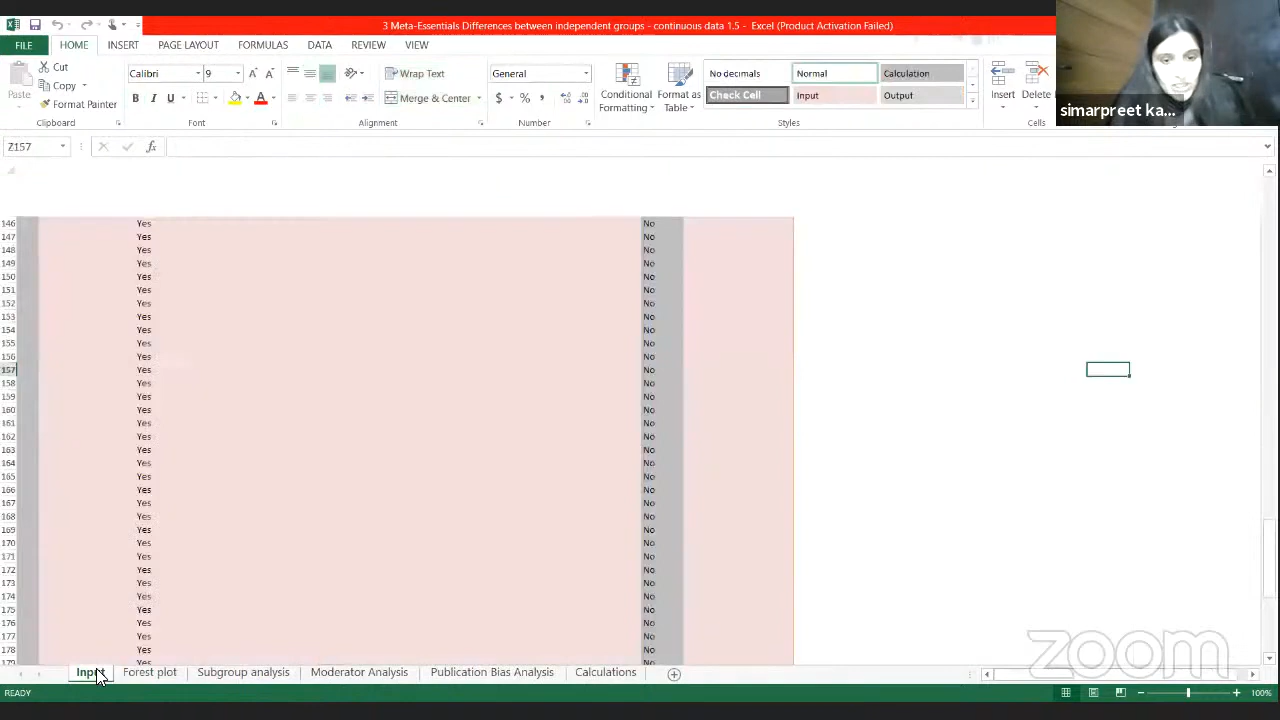 3 Meta-Essentials Differences between independent groups - continuous data 1.5 - Excel (Product Activation Failed)
FILE HOME INSERT PAGE LAYOUT FORMULAS DATA REVIEW VIEW
Cut
Copy
Format Painter
Paste
Clipboard
Calibri 9
B I U
Font
Wrap Text
Merge & Center
Alignment
General
$ % ,
Number
Conditional Formatting
Format as Table
No decimals Normal Calculation
Check Cell Input Output
Styles
Insert Delete
Cells
simarpreet ka...
Z157
146 Yes No
147 Yes No
148 Yes No
149 Yes No
150 Yes No
151 Yes No
152 Yes No
153 Yes No
154 Yes No
155 Yes No
156 Yes No
157 Yes No
158 Yes No
159 Yes No
160 Yes No
161 Yes No
162 Yes No
163 Yes No
164 Yes No
165 Yes No
166 Yes No
167 Yes No
168 Yes No
169 Yes No
170 Yes No
171 Yes No
172 Yes No
173 Yes No
174 Yes No
175 Yes No
176 Yes No
177 Yes No
178 Yes No
179 Yes No
zoom
Input Forest plot Subgroup analysis Moderator Analysis Publication Bias Analysis Calculations
READY
100%